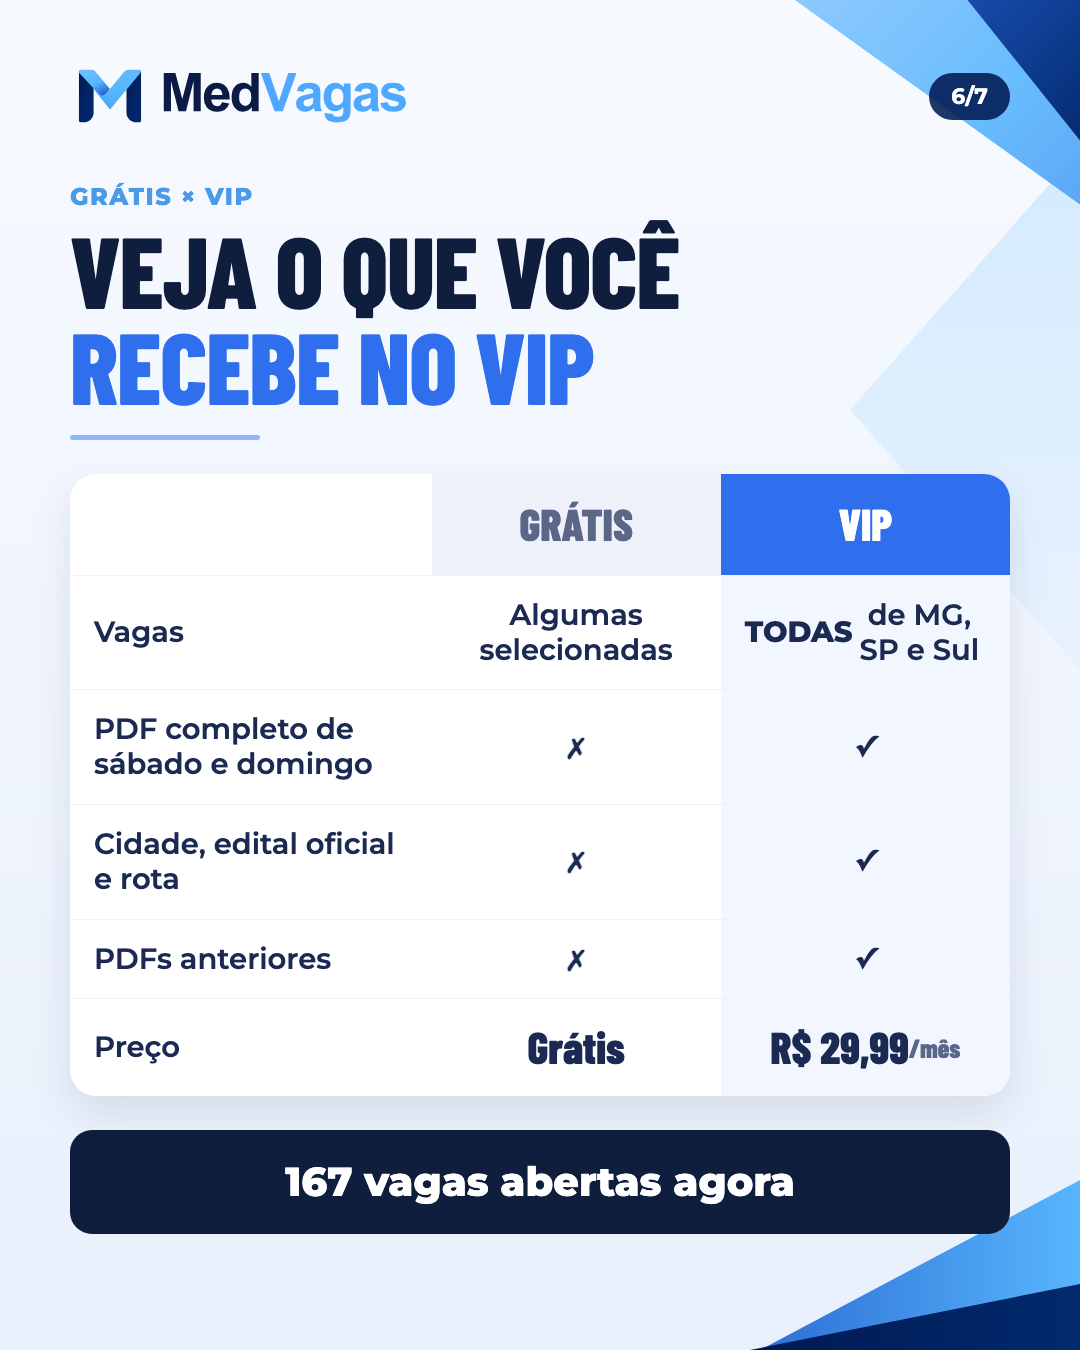 MedVagas
6/7
GRÁTIS × VIP
VEJA O QUE VOCÊ
RECEBE NO VIP
GRÁTIS
VIP
Vagas
Algumas
selecionadas
TODAS de MG,
SP e Sul
PDF completo de
sábado e domingo
✗
✓
Cidade, edital oficial
e rota
✗
✓
PDFs anteriores
✗
✓
Preço
Grátis
R$ 29,99/mês
167 vagas abertas agora